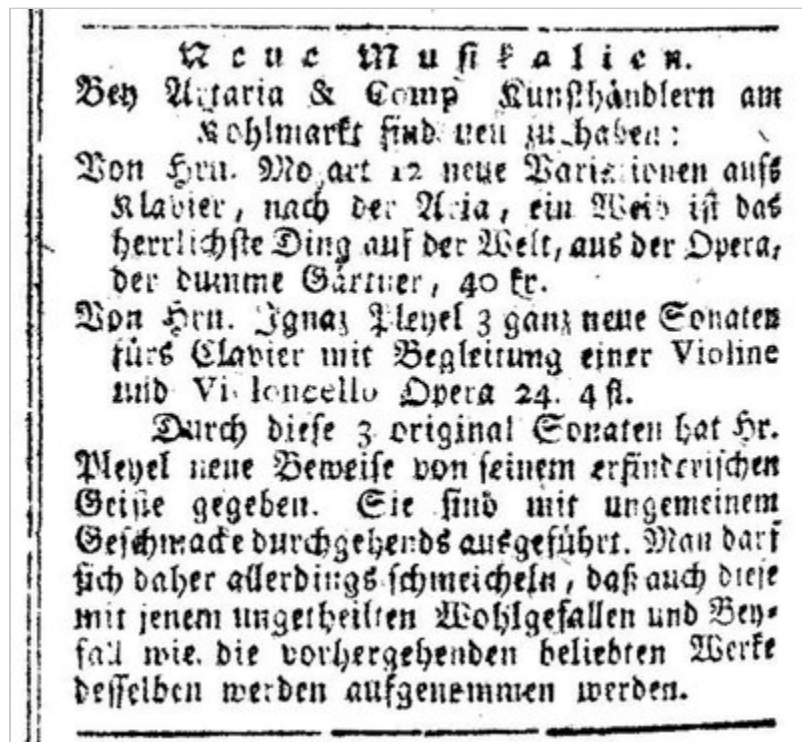 Neue Musikalien.
Bey Artaria & Comp Kunsthändlern am
Kohlmarkt sind neu zu haben:
Von Hrn. Mozart 12 neue Variationen aufs
Klavier, nach der Aria, ein Weib ist das
herrlichste Ding auf der Welt, aus der Opera,
der dumme Gärtner, 40 kr.
Von Hrn. Ignaz Pleyel 3 ganz neue Sonaten
fürs Clavier mit Begleitung einer Violine
und Violoncello Opera 24. 4 fl.
Durch diese 3 original Sonaten hat Hr.
Pleyel neue Beweise von seinem erfinderischen
Geiste gegeben. Sie sind mit ungemeinem
Geschmacke durchgehends ausgeführt. Man darf
sich daher allerdings schmeicheln, daß auch diese
mit jenem ungetheilten Wohlgefallen und Bey-
fall wie die vorhergehenden beliebten Werke
desselben werden aufgenommen werden.